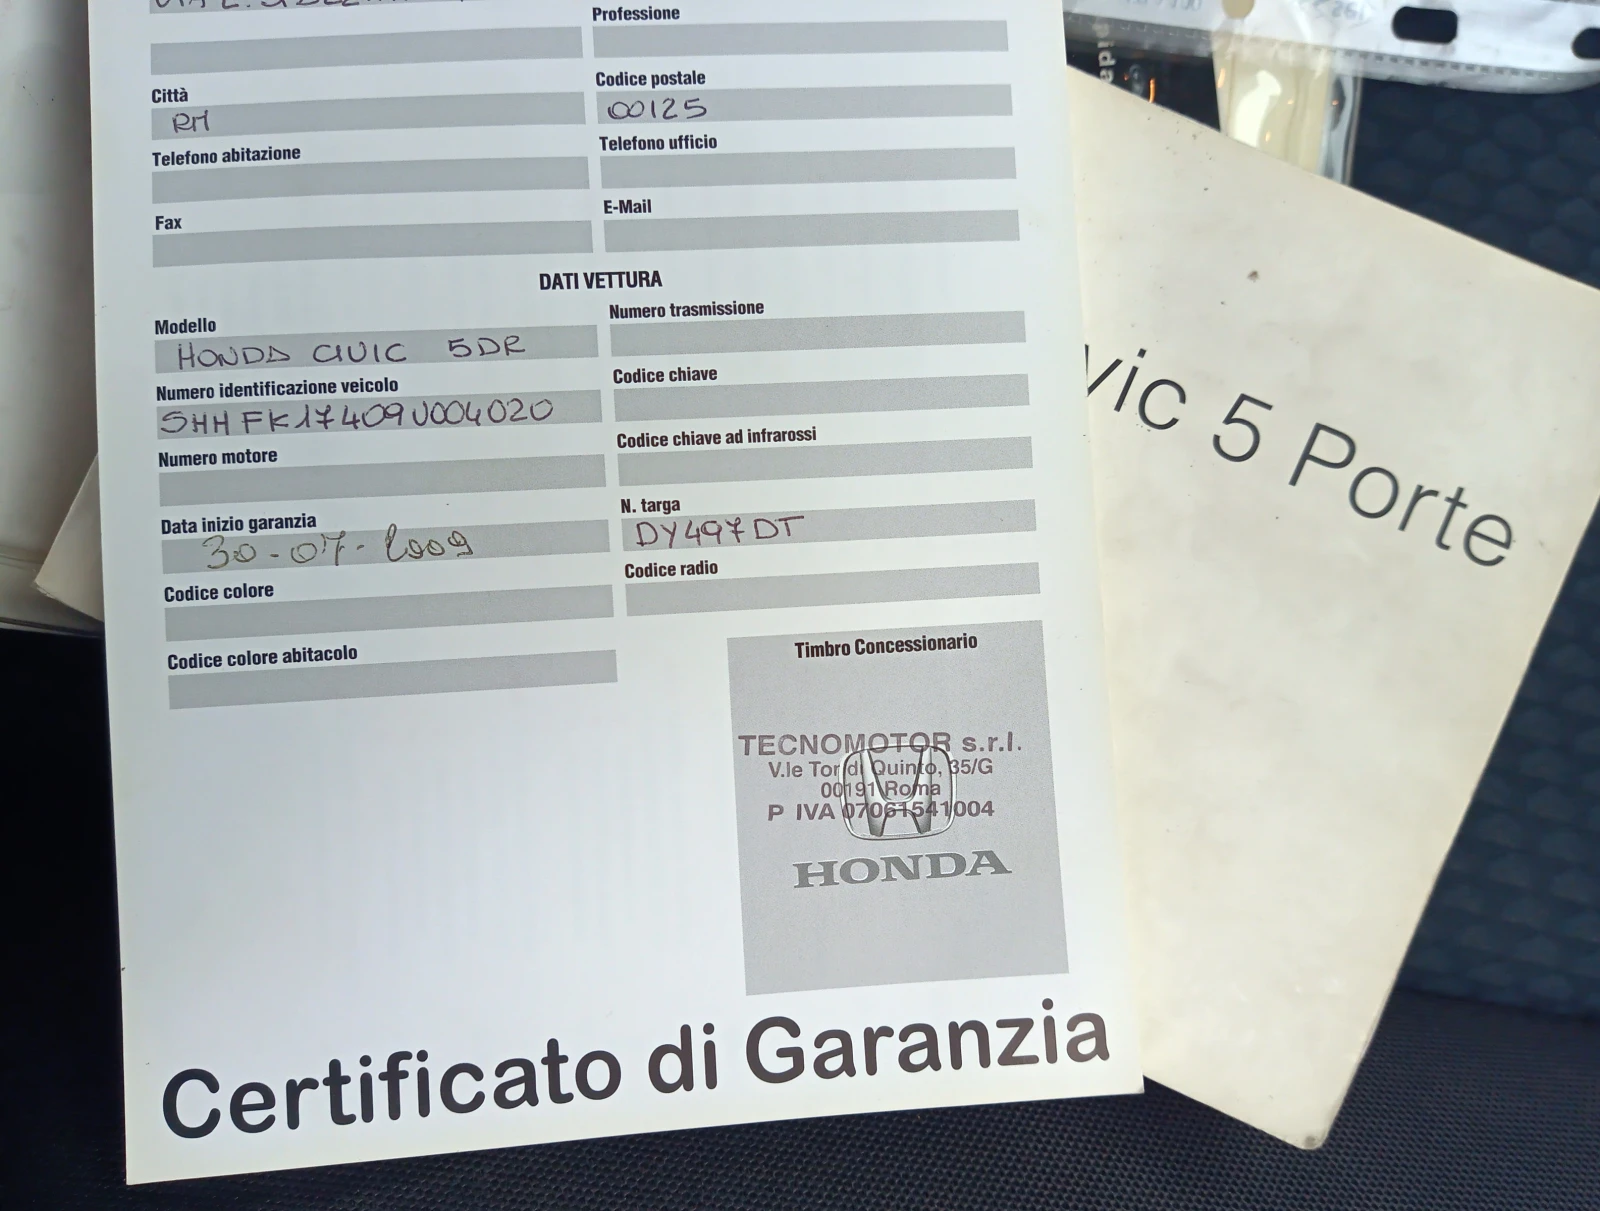 Professione
Città
RM
Codice postale
00125
Telefono abitazione
Telefono ufficio
Fax
E-Mail
DATI VETTURA
Modello
HONDA CIVIC 5DR
Numero trasmissione
Numero identificazione veicolo
SHHFK17409U004020
Codice chiave
Numero motore
Codice chiave ad infrarossi
Data inizio garanzia
30-07-2009
N. targa
DY497DT
Codice colore
Codice radio
Codice colore abitacolo
Timbro Concessionario
TECNOMOTOR s.r.l.
V.le Tor di Quinto, 35/G
00191 Roma
P IVA 07061541004
HONDA
Certificato di Garanzia
vic 5 Porte